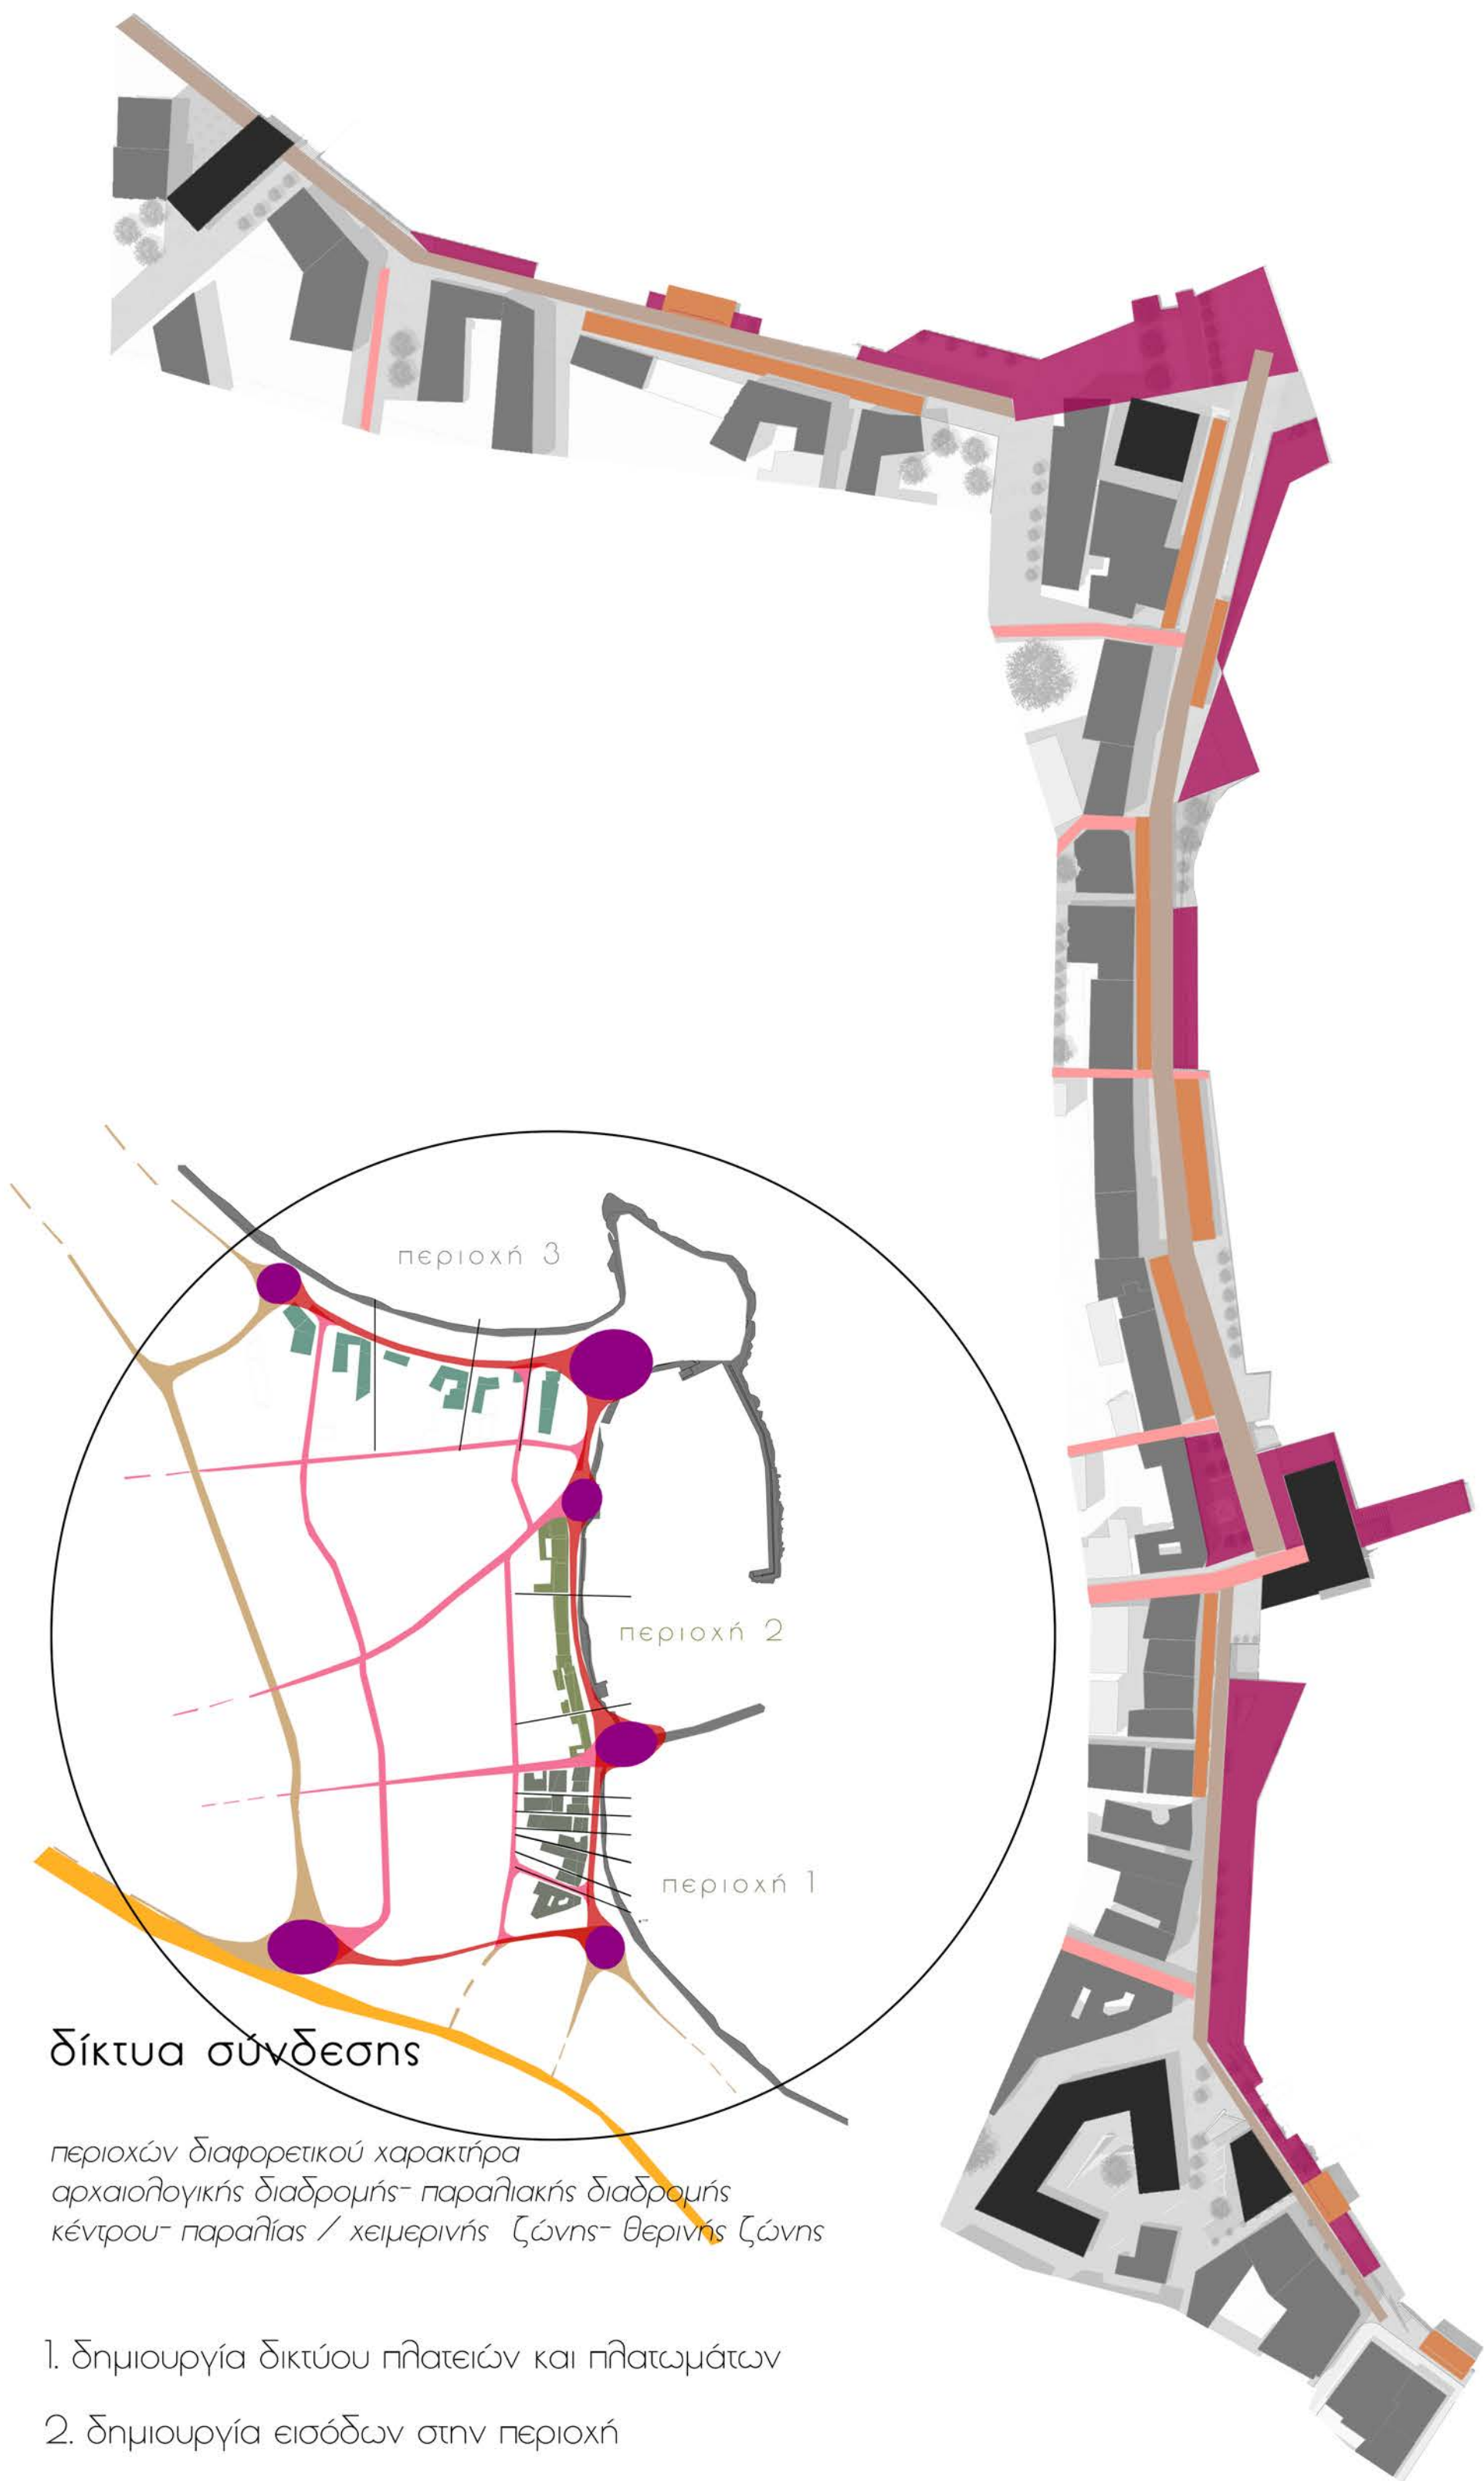 περιοχή 3
περιοχή 2
περιοχή 1
δίκτυα σύνδεσης
περιοχών διαφορετικού χαρακτήρα
αρχαιολογικής διαδρομής- παραλιακής διαδρομής
κέντρου- παραλίας / χειμερινής ζώνης- θερινής ζώνης
1. δημιουργία δικτύου πλατειών και πλατωμάτων
2. δημιουργία εισόδων στην περιοχή